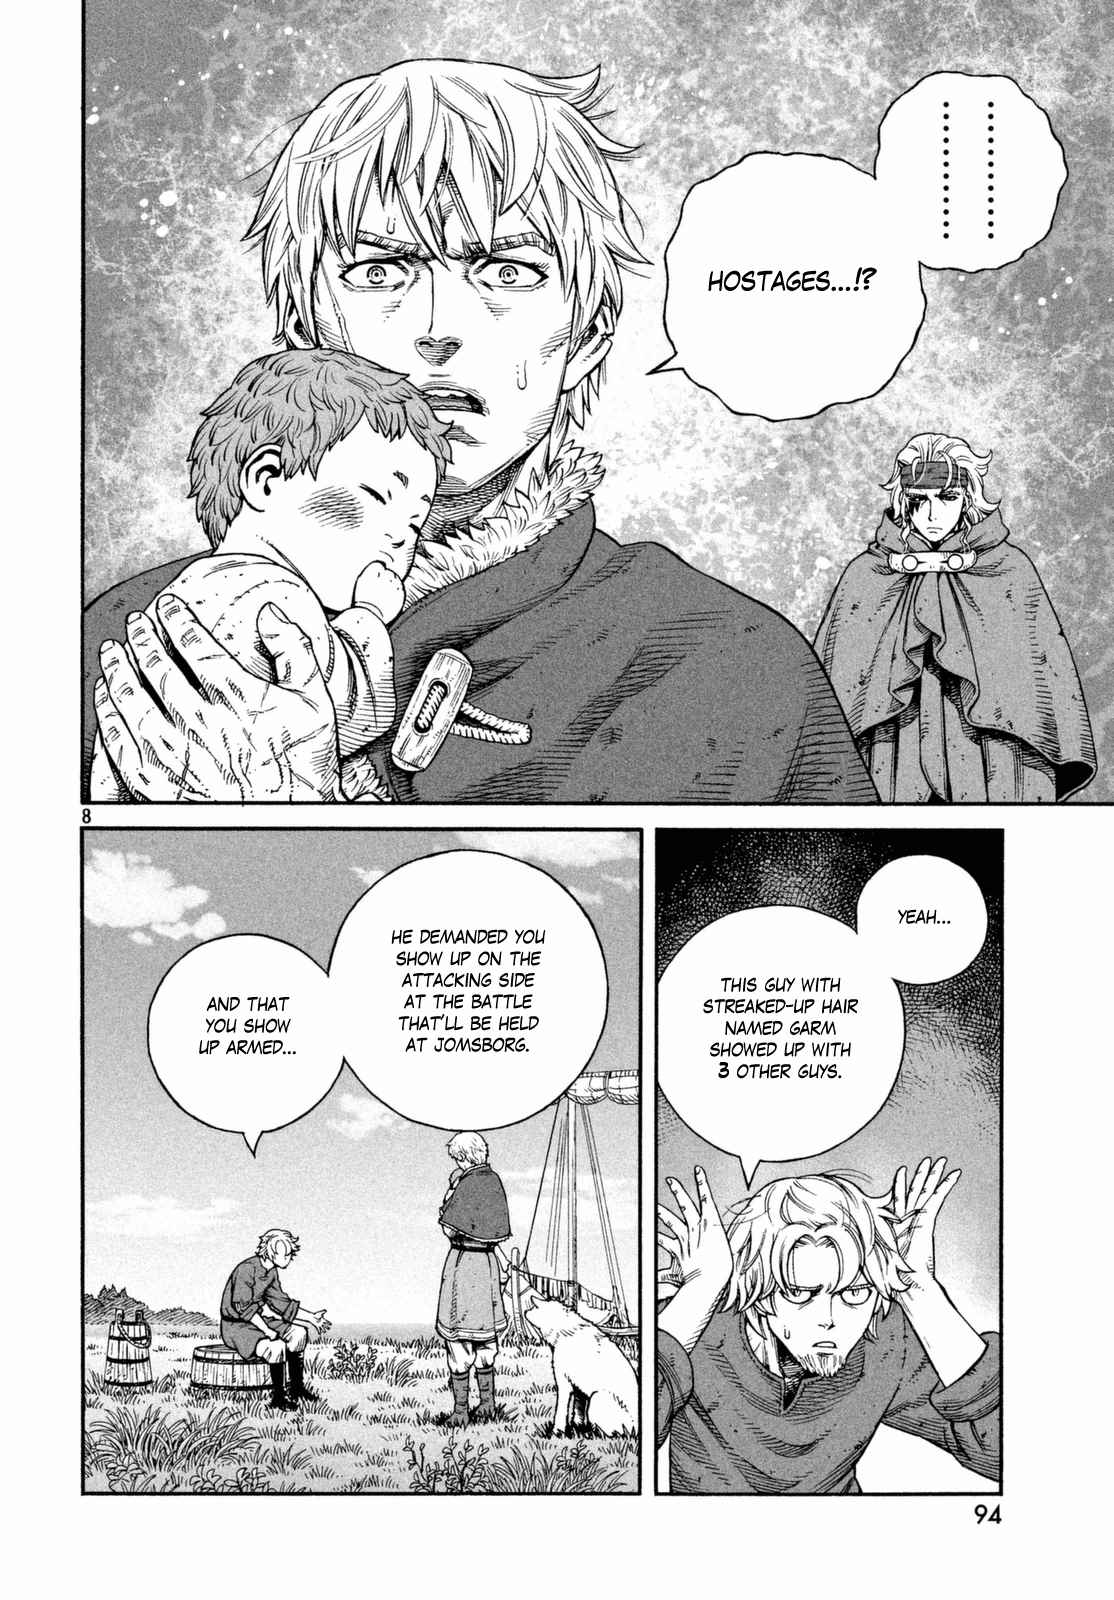 ………
………
HOSTAGES...!?
8
YEAH...
THIS GUY WITH
STREAKED-UP HAIR
NAMED GARM
SHOWED UP WITH
3 OTHER GUYS.
HE DEMANDED YOU
SHOW UP ON THE
ATTACKING SIDE
AT THE BATTLE
THAT'LL BE HELD
AT JOMSBORG.
AND THAT
YOU SHOW
UP ARMED...
94